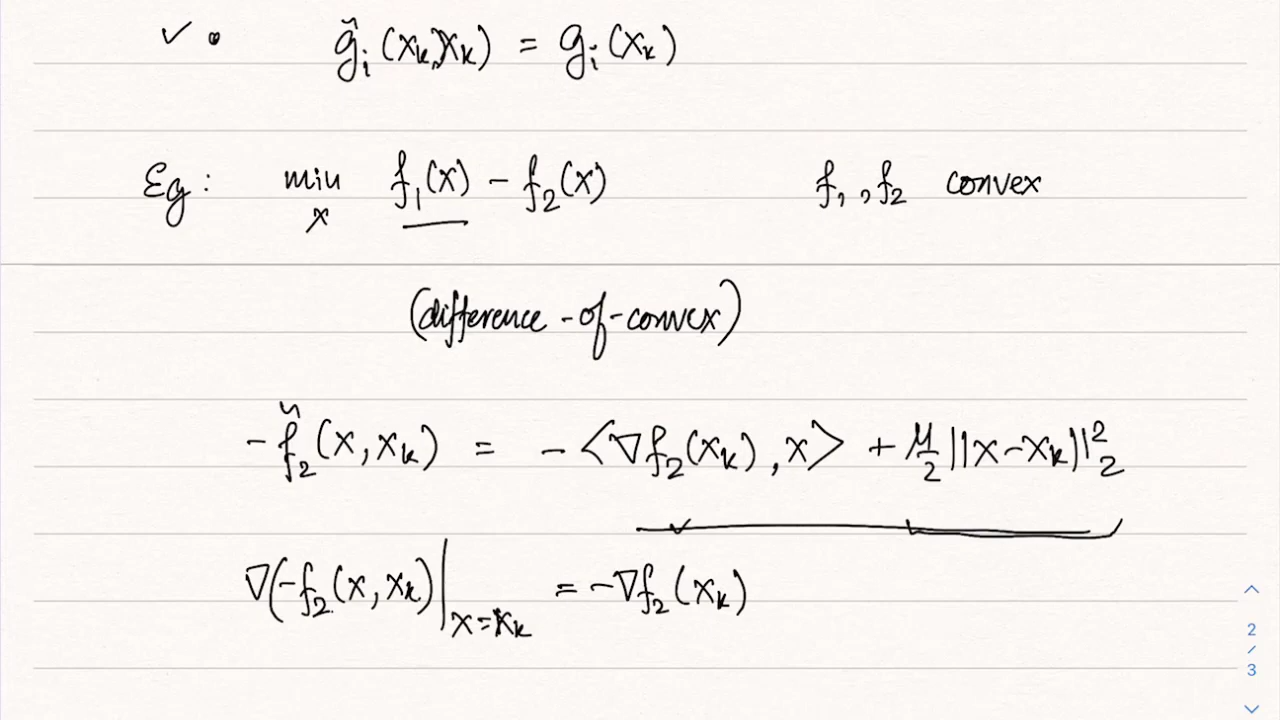 ✓ • g̃ᵢ(xₖ,xₖ) = gᵢ(xₖ)
Eg : min f₁(x) − f₂(x) f₁, f₂ convex
x
(difference-of-convex)
−f̃₂(x, xₖ) = −⟨∇f₂(xₖ), x⟩ + μ/2 ||x−xₖ||²₂
∇(−f₂(x, xₖ)|ₓ₌ₓₖ = −∇f₂(xₖ)
2
/
3